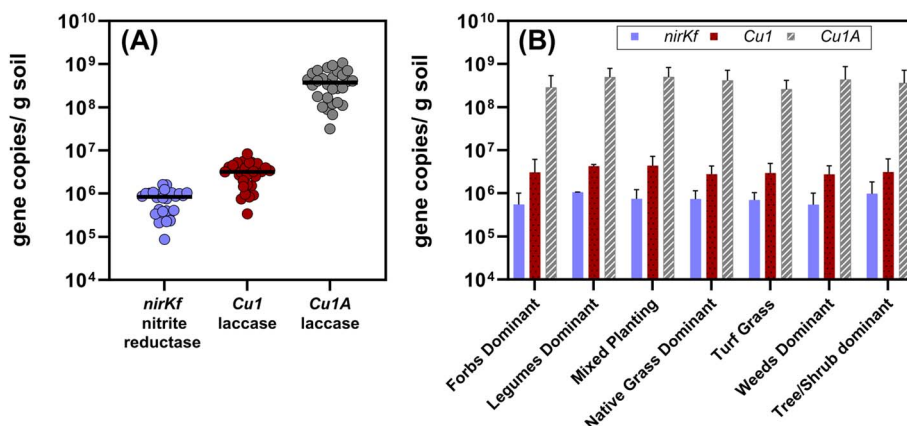 (A)
gene copies/ g soil
10^10
10^9
10^8
10^7
10^6
10^5
10^4
nirKf
nitrite
reductase
Cu1
laccase
Cu1A
laccase
(B)
nirKf Cu1 Cu1A
gene copies/ g soil
10^10
10^9
10^8
10^7
10^6
10^5
10^4
Forbs Dominant
Legumes Dominant
Mixed Planting
Native Grass Dominant
Turf Grass
Weeds Dominant
Tree/Shrub dominant